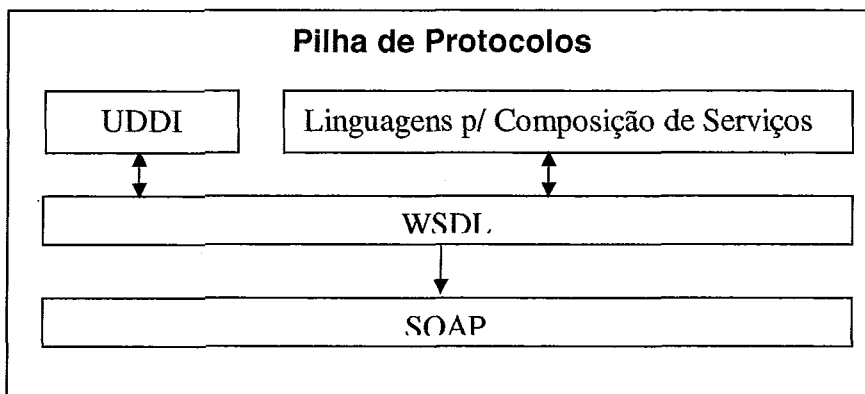 Pilha de Protocolos
UDDI
Linguagens p/ Composição de Serviços
WSDL
SOAP